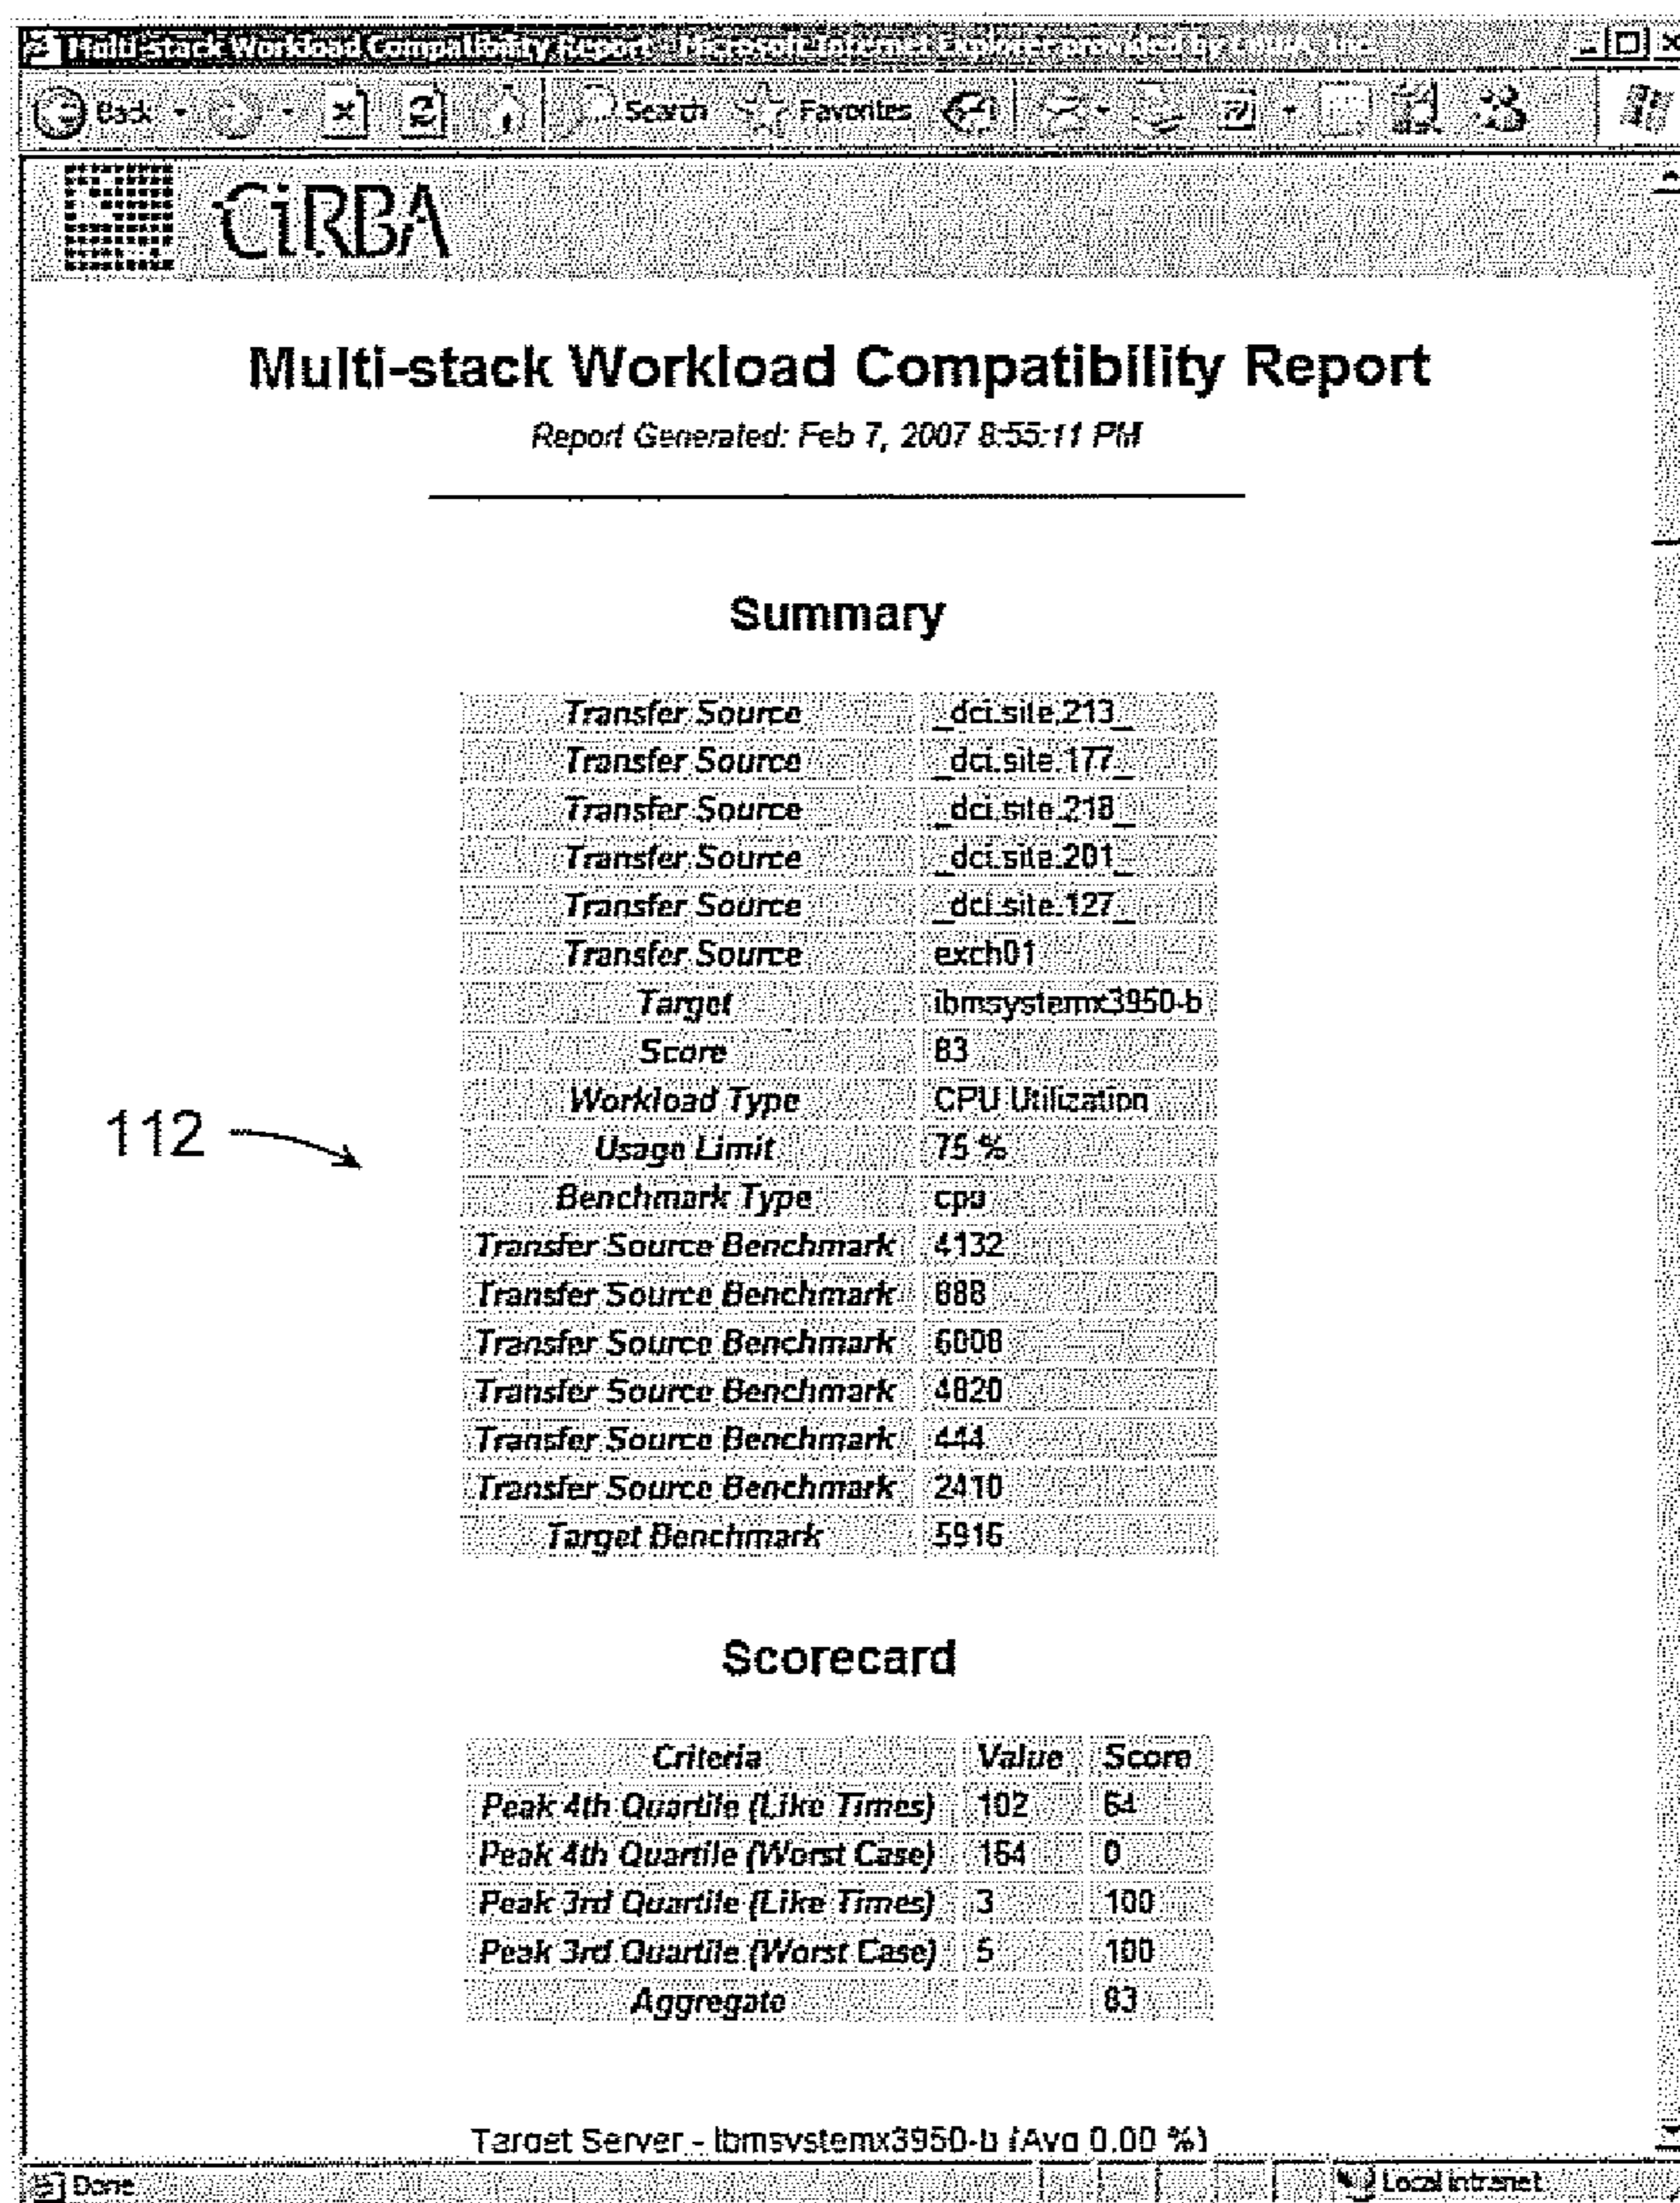 Multi-stack Workload Compatibility Report - Microsoft Internet Explorer provided by CiRBA, Inc.
Back Search Favorites
CiRBA
Multi-stack Workload Compatibility Report
Report Generated: Feb 7, 2007 8:55:11 PM
Summary
Transfer Source _dci.site.213_
Transfer Source _dci.site.177_
Transfer Source _dci.site.218_
Transfer Source _dci.site.201_
Transfer Source _dci.site.127_
Transfer Source exch01
Target ibmsystemx3950-b
Score 83
Workload Type CPU Utilization
112
Usage Limit 75 %
Benchmark Type cpu
Transfer Source Benchmark 4132
Transfer Source Benchmark
Transfer Source Benchmark 6008
Transfer Source Benchmark 4820
Transfer Source Benchmark 444
Transfer Source Benchmark 2410
Target Benchmark 5916
Scorecard
Criteria Value Score
Peak 4th Quartile (Like Times) 102 64
Peak 4th Quartile (Worst Case) 164 0
Peak 3rd Quartile (Like Times) 3 100
Peak 3rd Quartile (Worst Case) 5 100
Aggregate 83
Target Server - ibmsystemx3950-b (Avg 0.00 %)
Done Local intranet